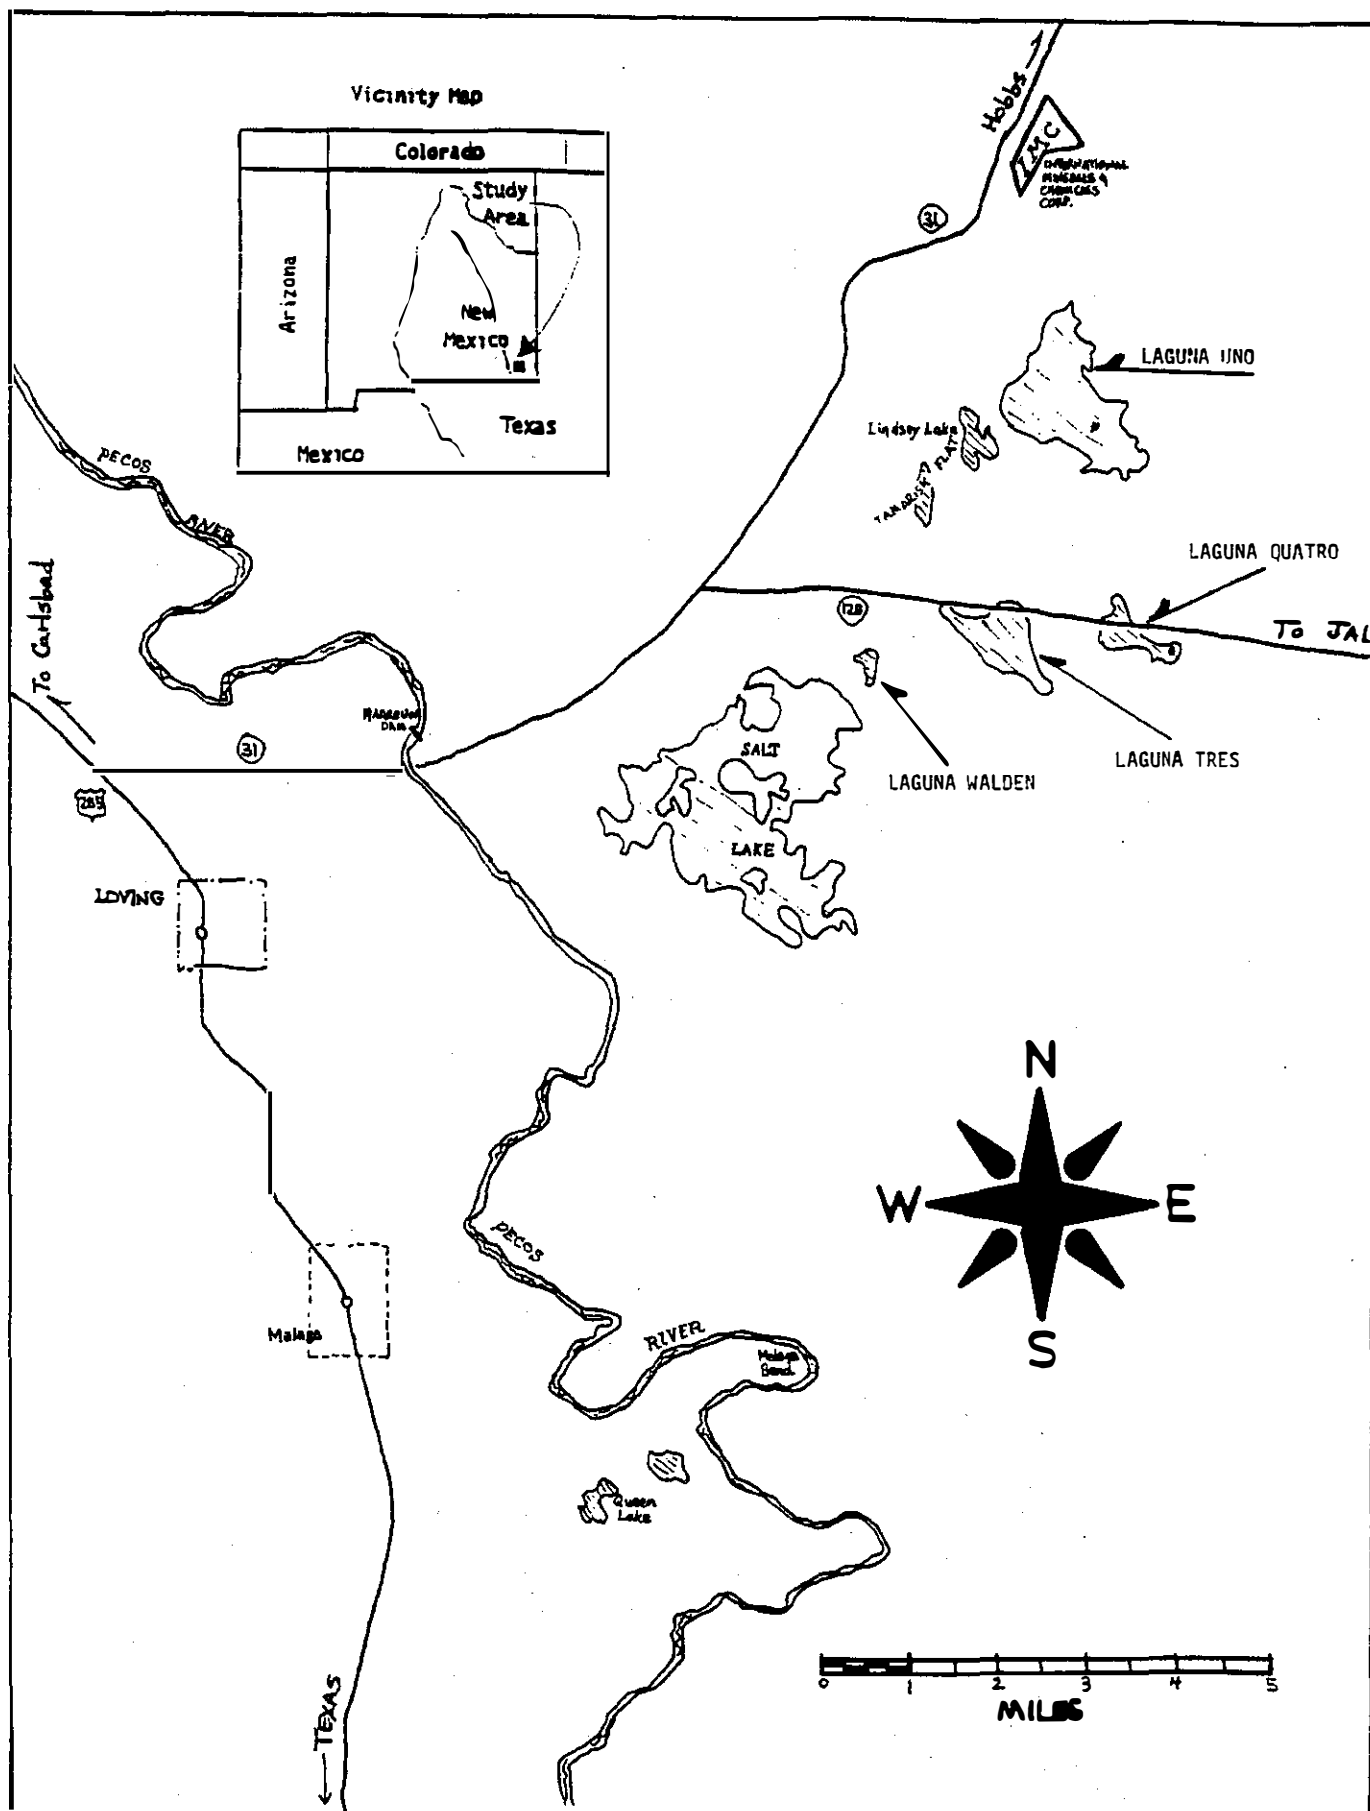 Vicinity Map
Colorado
Study
Area
Arizona
New
Mexico
Texas
Mexico
Hobbs
IMC
INTERNATIONAL
MINERALS &
CHEMICALS
CORP.
31
LAGUNA UNO
Lindsey Lake
TAMARISK FLAT
PECOS
RIVER
LAGUNA QUATRO
To Carlsbad
128
TO JAL
DAM
31
SALT
LAGUNA TRES
LAGUNA WALDEN
285
LAKE
LOVING
N
W
E
S
PECOS
RIVER
Malaga
Malaga
Bend
Queen
Lake
0 1 2 3 4 5
MILES
TEXAS